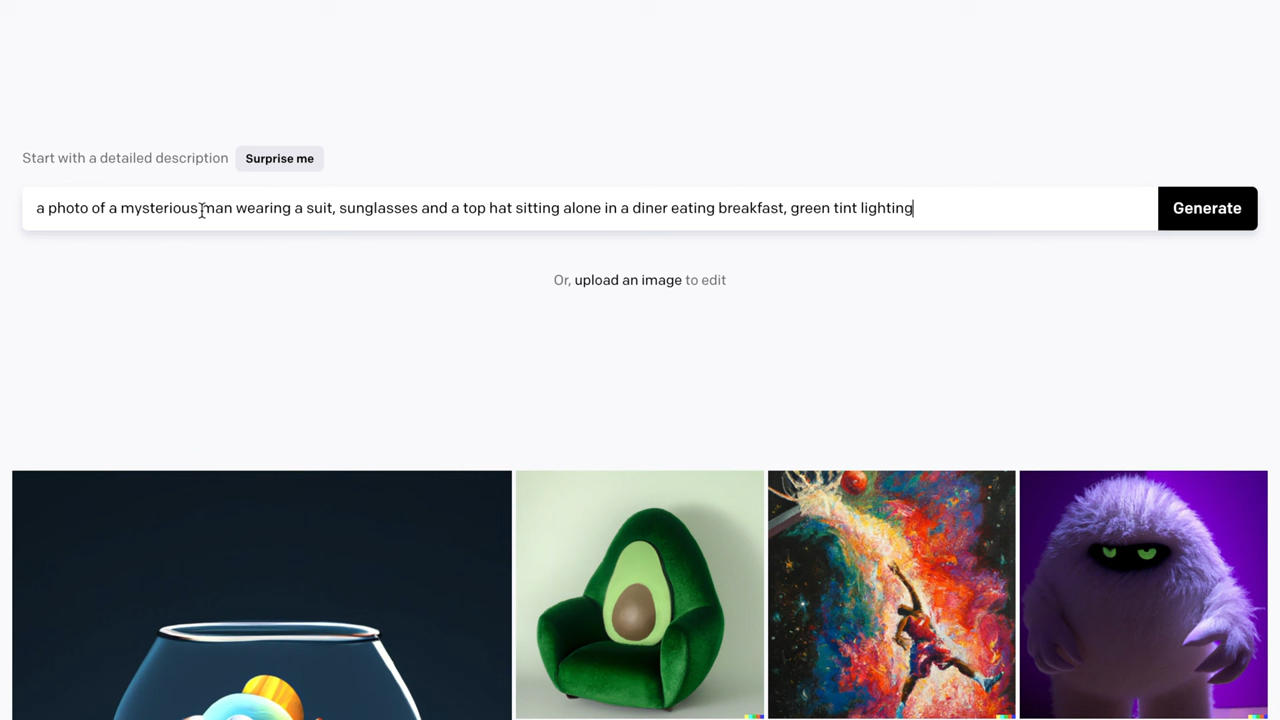 Start with a detailed description Surprise me
a photo of a mysterious man wearing a suit, sunglasses and a top hat sitting alone in a diner eating breakfast, green tint lighting Generate
Or, upload an image to edit